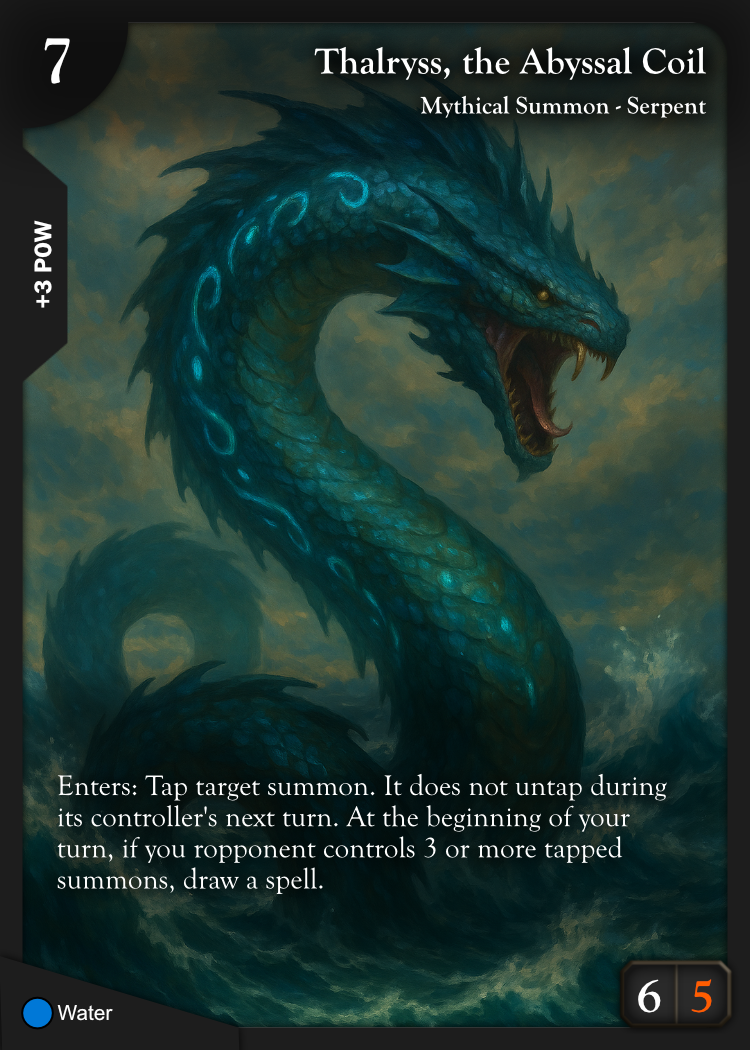 7
Thalryss, the Abyssal Coil
Mythical Summon - Serpent
+3 POW
Enters: Tap target summon. It does not untap during
its controller's next turn. At the beginning of your
turn, if you ropponent controls 3 or more tapped
summons, draw a spell.
Water
6 5